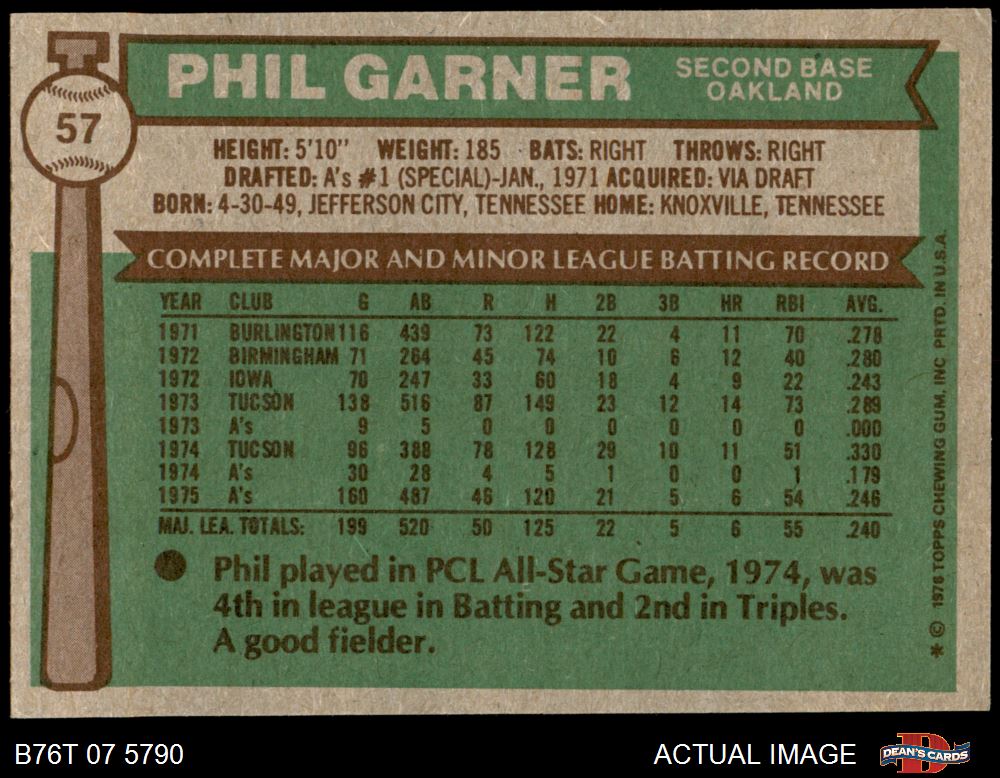 PHIL GARNER
SECOND BASE
OAKLAND
57
HEIGHT: 5'10" WEIGHT: 185 BATS: RIGHT THROWS: RIGHT
DRAFTED: A's #1 (SPECIAL)-JAN., 1971 ACQUIRED: VIA DRAFT
BORN: 4-30-49, JEFFERSON CITY, TENNESSEE HOME: KNOXVILLE, TENNESSEE
COMPLETE MAJOR AND MINOR LEAGUE BATTING RECORD
YEAR CLUB G AB R H 2B 3B HR RBI AVG.
1971 BURLINGTON 116 439 73 122 22 4 11 70 .278
1972 BIRMINGHAM 71 264 45 74 10 6 12 40 .280
1972 IOWA 70 247 33 60 18 4 9 22 .243
1973 TUCSON 138 516 87 149 23 12 14 73 .289
1973 A's 9 5 0 0 0 0 0 0 .000
1974 TUCSON 96 388 78 128 29 10 11 51 .330
1974 A's 30 28 4 5 1 0 0 1 .179
1975 A's 160 487 46 120 21 5 6 54 .246
MAJ. LEA. TOTALS: 199 520 50 125 22 5 6 55 .240
Phil played in PCL All-Star Game, 1974, was
4th in league in Batting and 2nd in Triples.
A good fielder.
* © 1976 TOPPS CHEWING GUM, INC PRTD. IN U.S.A.
B76T 07 5790
ACTUAL IMAGE
DEAN'S CARDS